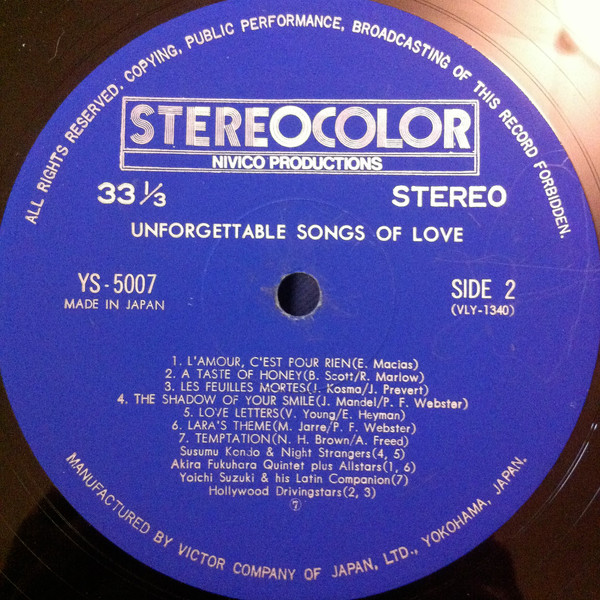 ALL RIGHTS RESERVED. COPYING, PUBLIC PERFORMANCE, BROADCASTING OF THIS RECORD FORBIDDEN.
STEREOCOLOR
NIVICO PRODUCTIONS
33 1/3 STEREO
UNFORGETTABLE SONGS OF LOVE
YS-5007 SIDE 2
MADE IN JAPAN (VLY-1340)
1. L'AMOUR, C'EST POUR RIEN(E. Macias)
2. A TASTE OF HONEY(B. Scott/R. Marlow)
3. LES FEUILLES MORTES(J. Kosma/J. Prevert)
4. THE SHADOW OF YOUR SMILE(J. Mandel/P. F. Webster)
5. LOVE LETTERS(V. Young/E. Heyman)
6. LARA'S THEME(M. Jarre/P. F. Webster)
7. TEMPTATION(N. H. Brown/A. Freed)
Susumu Kondo & Night Strangers(4, 5)
Akira Fukuhara Quintet plus Allstars(1, 6)
Yoichi Suzuki & his Latin Companion(7)
Hollywood Drivingstars(2, 3)
⑦
MANUFACTURED BY VICTOR COMPANY OF JAPAN, LTD., YOKOHAMA, JAPAN.